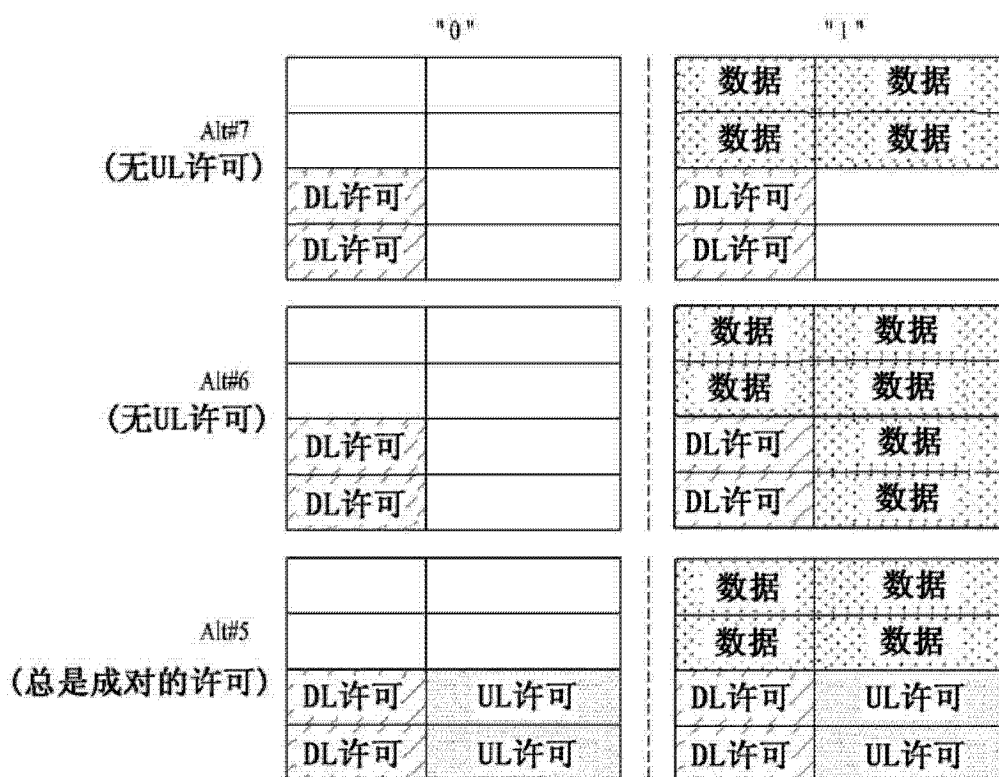 "0" "1"
Alt#7
(无UL许可)
数据 数据
数据 数据
DL许可 DL许可
DL许可 DL许可
Alt#6
(无UL许可)
数据 数据
数据 数据
DL许可 DL许可 数据
DL许可 DL许可 数据
Alt#5
(总是成对的许可)
数据 数据
数据 数据
DL许可 UL许可 DL许可 UL许可
DL许可 UL许可 DL许可 UL许可